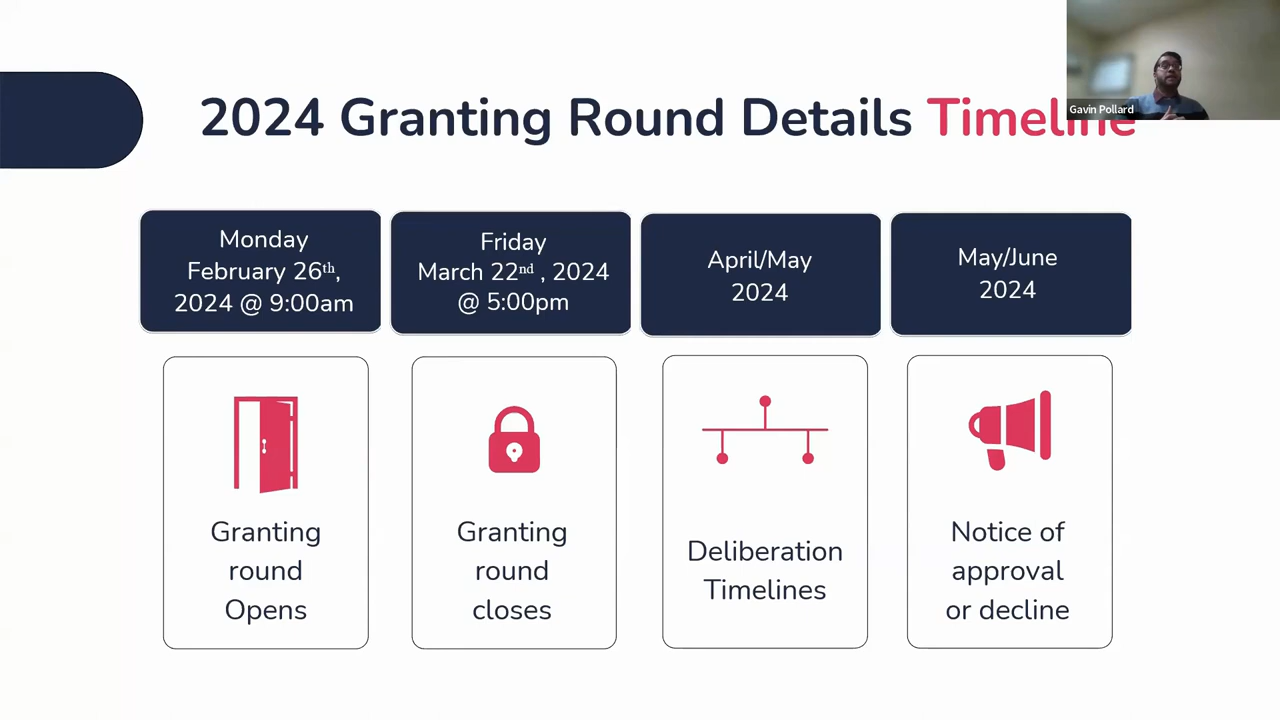 Gavin Pollard
2024 Granting Round Details Timeline
Monday
February 26th,
2024 @ 9:00am
Friday
March 22nd , 2024
@ 5:00pm
April/May
2024
May/June
2024
Granting
round
Opens
Granting
round
closes
Deliberation
Timelines
Notice of
approval
or decline